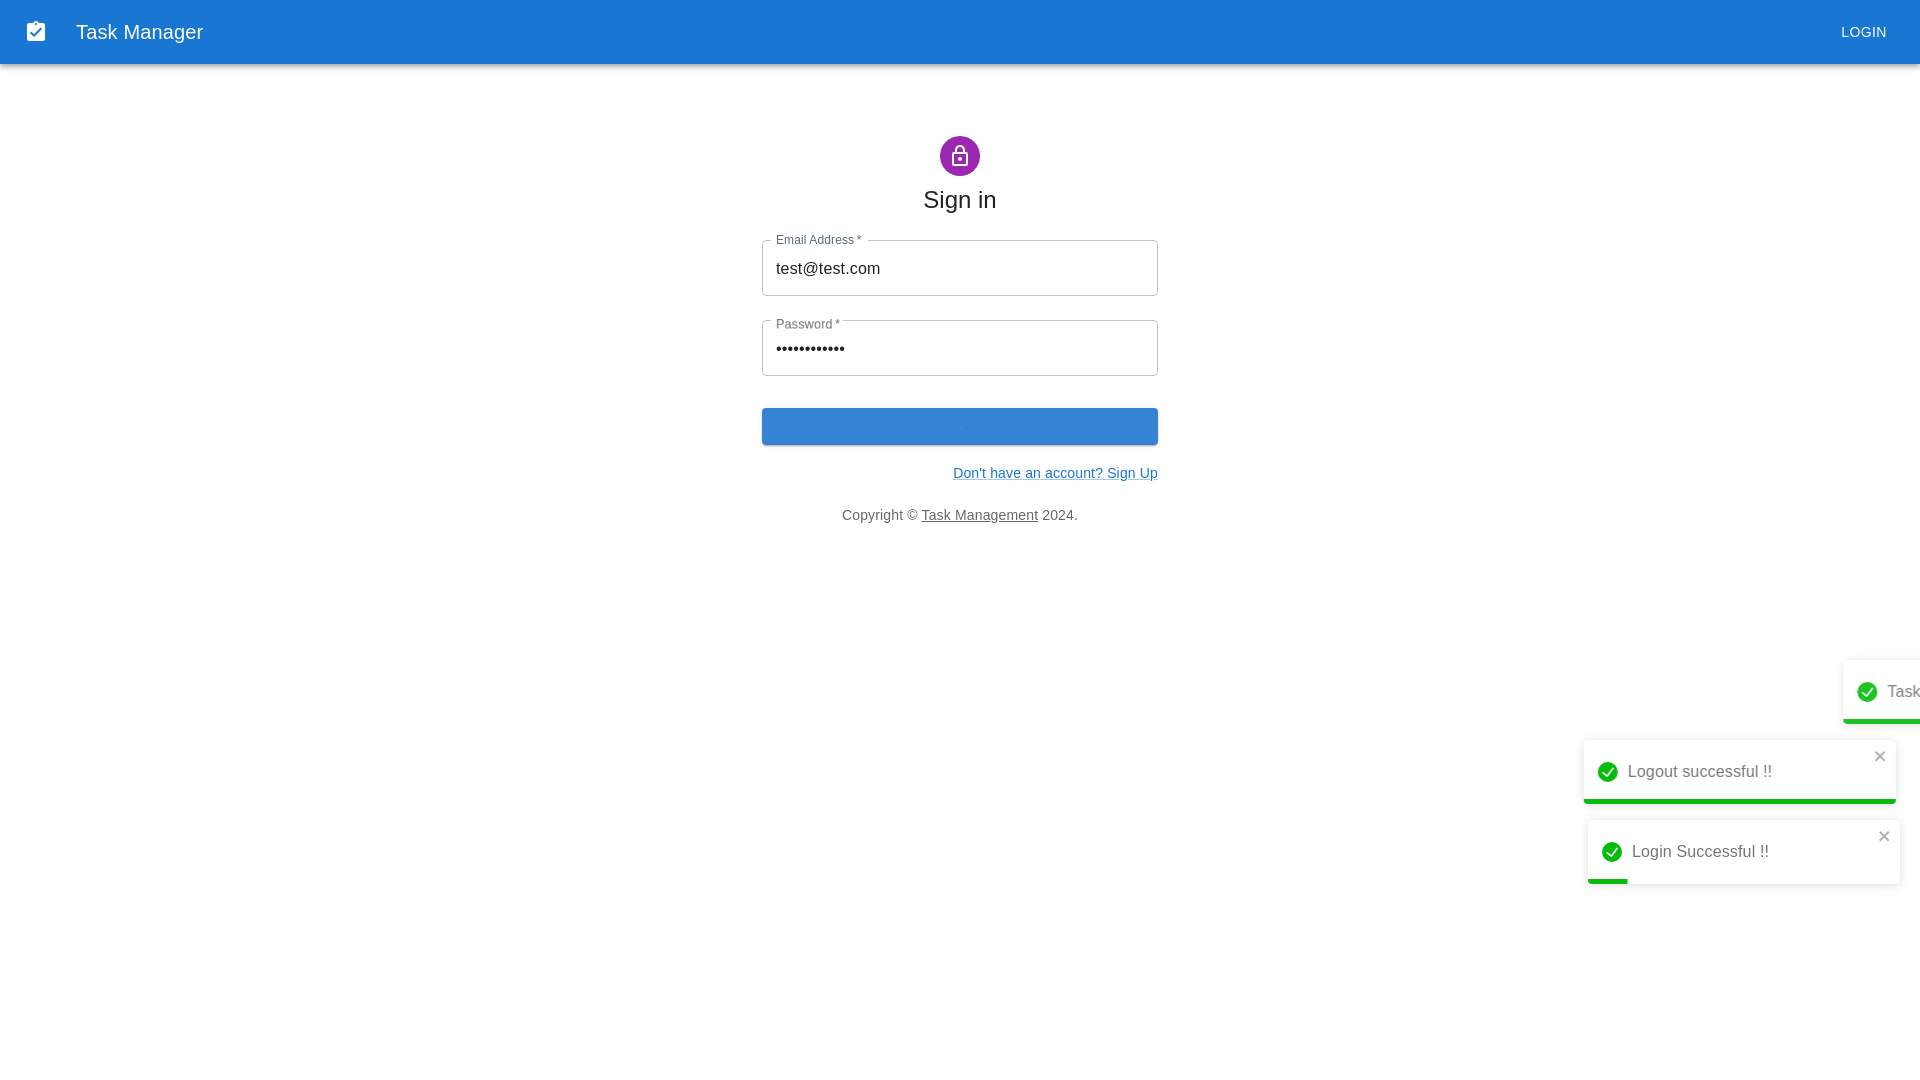 Task Manager
LOGIN
Sign in
Email Address *
test@test.com
Password *
••••••••••••
Don't have an account? Sign Up
Copyright © Task Management 2024.
Task
Logout successful !!
Login Successful !!